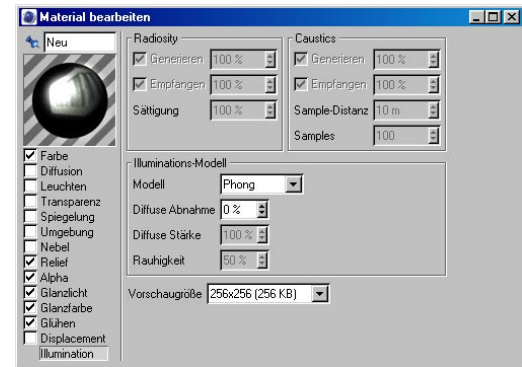 Material bearbeiten
Neu
Farbe
Diffusion
Leuchten
Transparenz
Spiegelung
Umgebung
Nebel
Relief
Alpha
Glanzlicht
Glanzfarbe
Glühen
Displacement
Illumination
Radiosity
Generieren 100 %
Empfangen 100 %
Sättigung 100 %
Caustics
Generieren 100 %
Empfangen 100 %
Sample-Distanz 10 m
Samples 100
Illuminations-Modell
Modell Phong
Diffuse Abnahme 0 %
Diffuse Stärke 100 %
Rauhigkeit 50 %
Vorschaugröße 256x256 (256 KB)